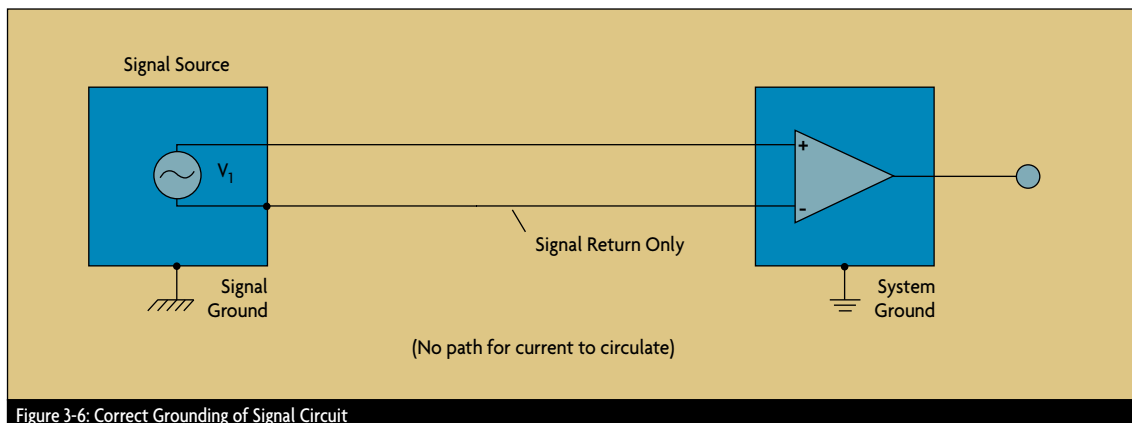 Signal Source
V1
+
-
Signal Return Only
Signal
Ground
System
Ground
(No path for current to circulate)
Figure 3-6: Correct Grounding of Signal Circuit